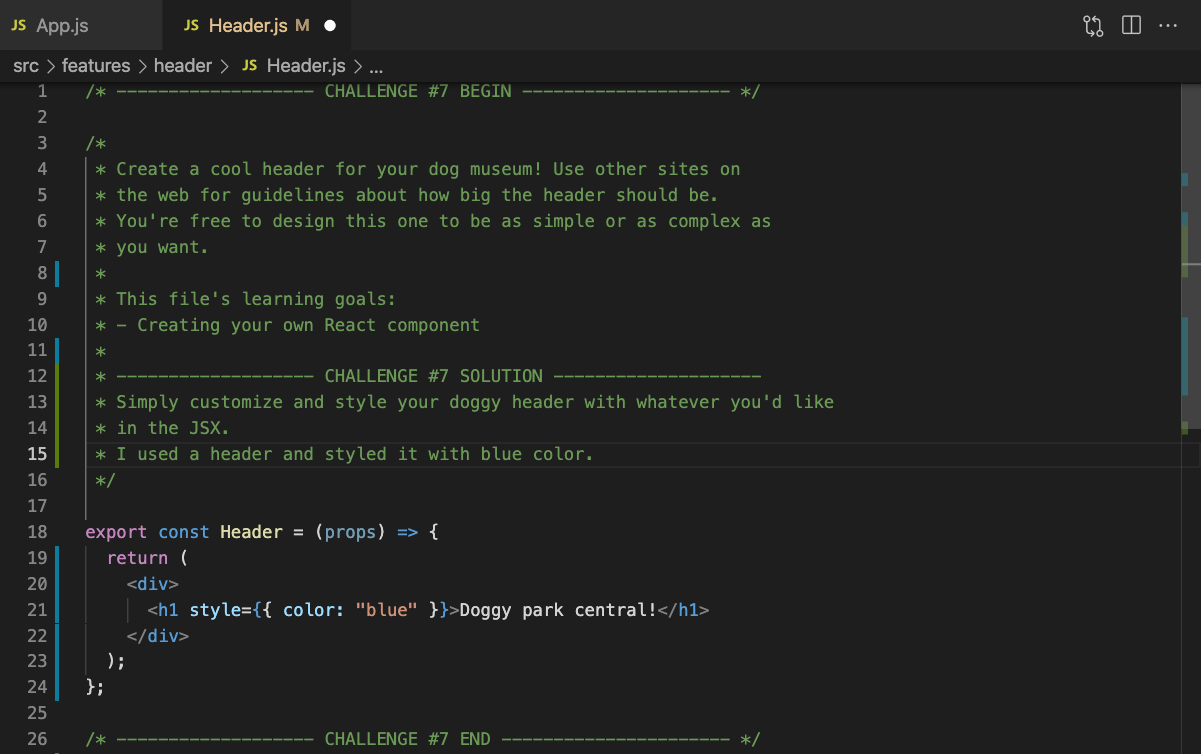 JS App.js JS Header.js M
src > features > header > JS Header.js > ...
1 /* ------------------- CHALLENGE #7 BEGIN -------------------- */
2
3 /*
4 * Create a cool header for your dog museum! Use other sites on
5 * the web for guidelines about how big the header should be.
6 * You're free to design this one to be as simple or as complex as
7 * you want.
8 *
9 * This file's learning goals:
10 * - Creating your own React component
11 *
12 * ------------------- CHALLENGE #7 SOLUTION --------------------
13 * Simply customize and style your doggy header with whatever you'd like
14 * in the JSX.
15 * I used a header and styled it with blue color.
16 */
17
18 export const Header = (props) => {
19 return (
20 <div>
21 <h1 style={{ color: "blue" }}>Doggy park central!</h1>
22 </div>
23 );
24 };
25
26 /* ------------------- CHALLENGE #7 END ---------------------- */